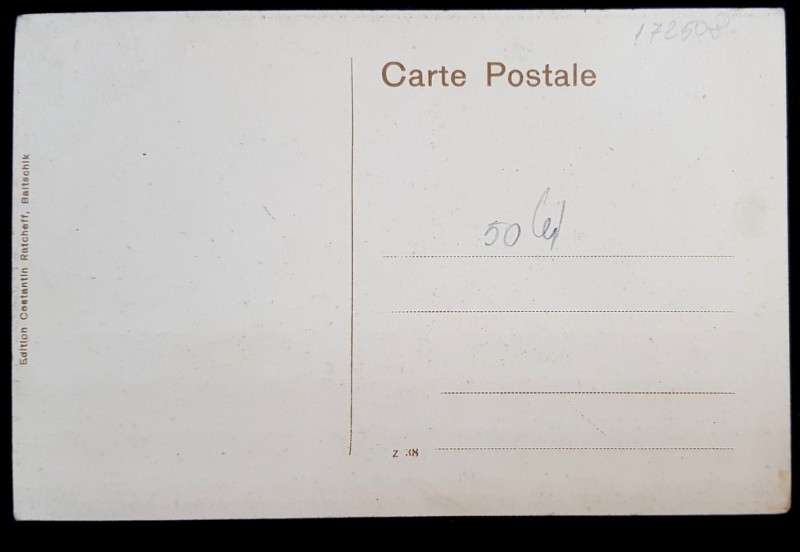 172508.
Carte Postale
50 lei
Z 38
Edition Costantin Ratcheff, Baltschik